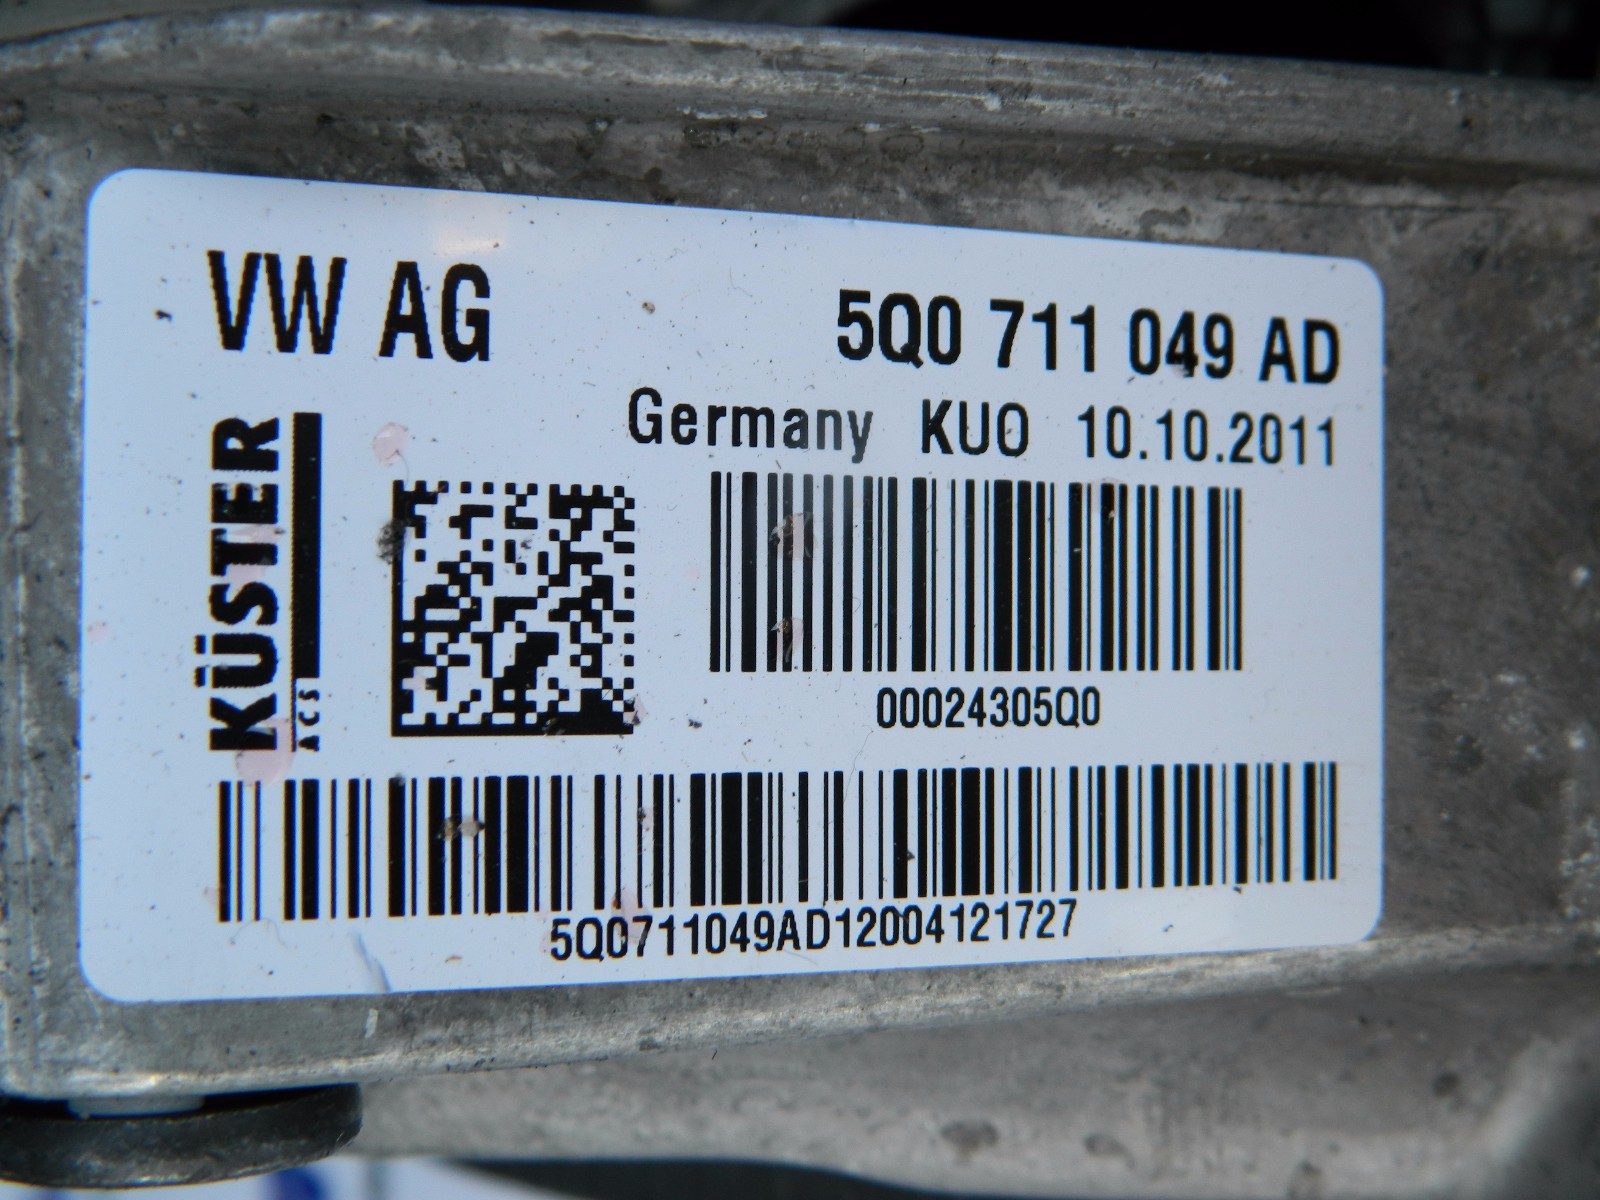 VW AG
5Q0 711 049 AD
Germany KUO 10.10.2011
KÜSTER
ACS
00024305Q0
5Q0711049AD12004121727